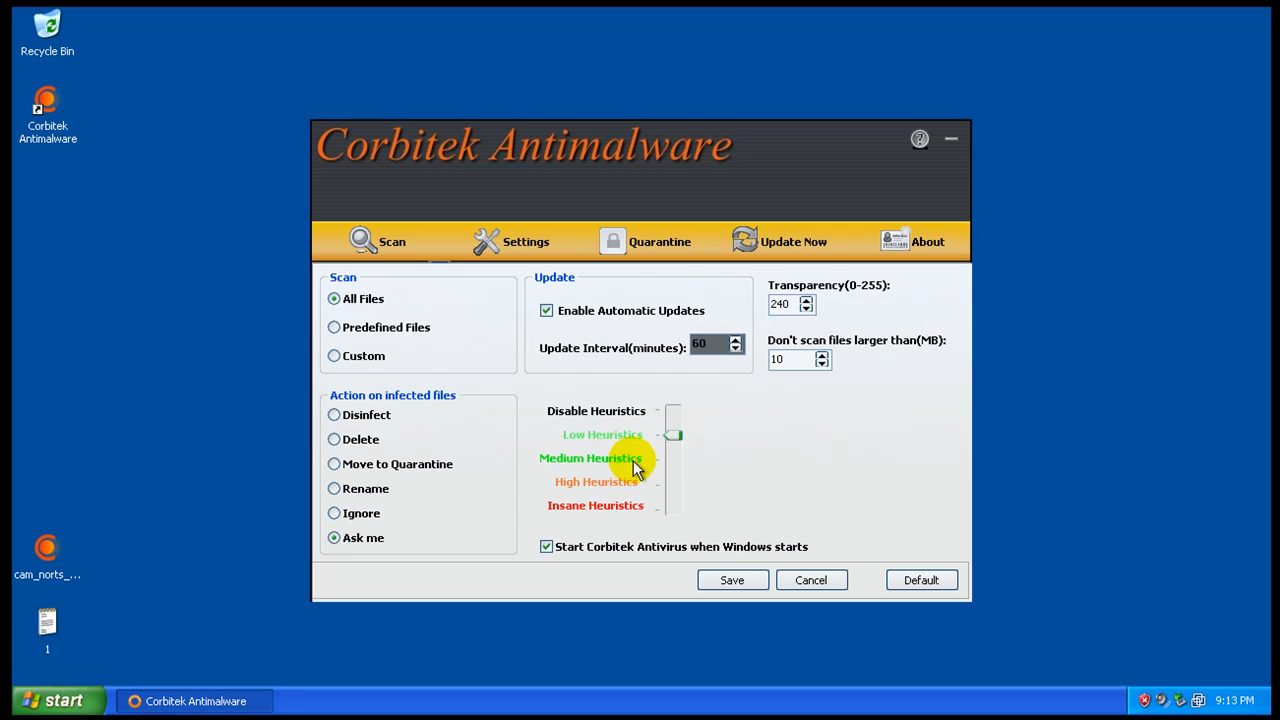 Recycle Bin
Corbitek
Antimalware
Corbitek Antimalware
?
Scan
Settings
Quarantine
Update Now
About
Scan
All Files
Predefined Files
Custom
Update
Enable Automatic Updates
Update Interval(minutes): 60
Transparency(0-255):
240
Don't scan files larger than(MB):
10
Action on infected files
Disinfect
Delete
Move to Quarantine
Rename
Ignore
Ask me
Disable Heuristics
Low Heuristics
Medium Heuristics
High Heuristics
Insane Heuristics
Start Corbitek Antivirus when Windows starts
Save
Cancel
Default
cam_norts_...
1
start
Corbitek Antimalware
9:13 PM